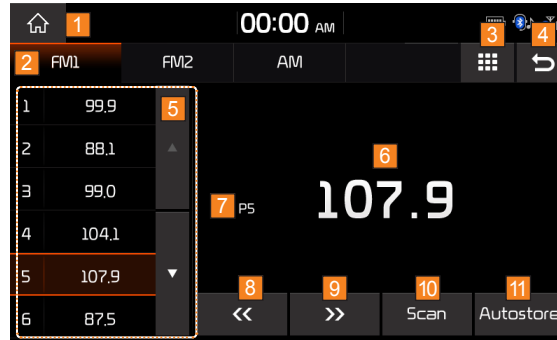 1 00:00 AM 3 4
2 FM1 FM2 AM
5
1 99.9
2 88.1
3 99.0
4 104.1
5 107.9
6 87.5
6
7 P5 107.9
8 9 10 11
<< >> Scan Autostore